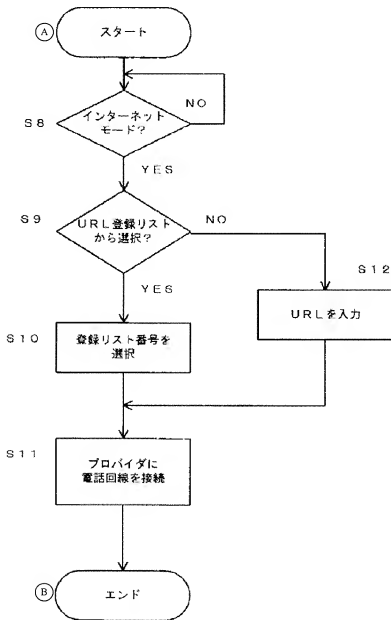 A
スタート
NO
S8
インターネット
モード?
YES
S9
URL登録リスト
から選択?
NO
S12
YES
URLを入力
S10
登録リスト番号を
選択
S11
プロバイダに
電話回線を接続
B
エンド